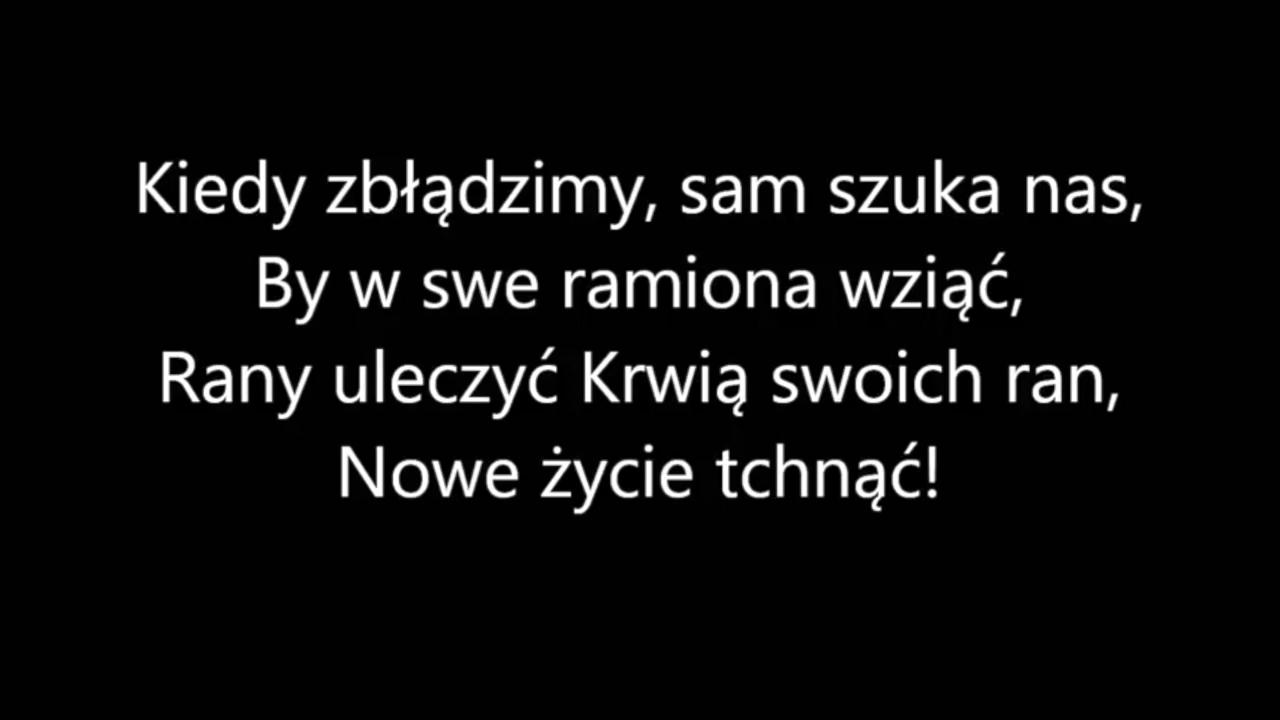 Kiedy zbłądzimy, sam szuka nas,
By w swe ramiona wziąć,
Rany uleczyć Krwią swoich ran,
Nowe życie tchnąć!